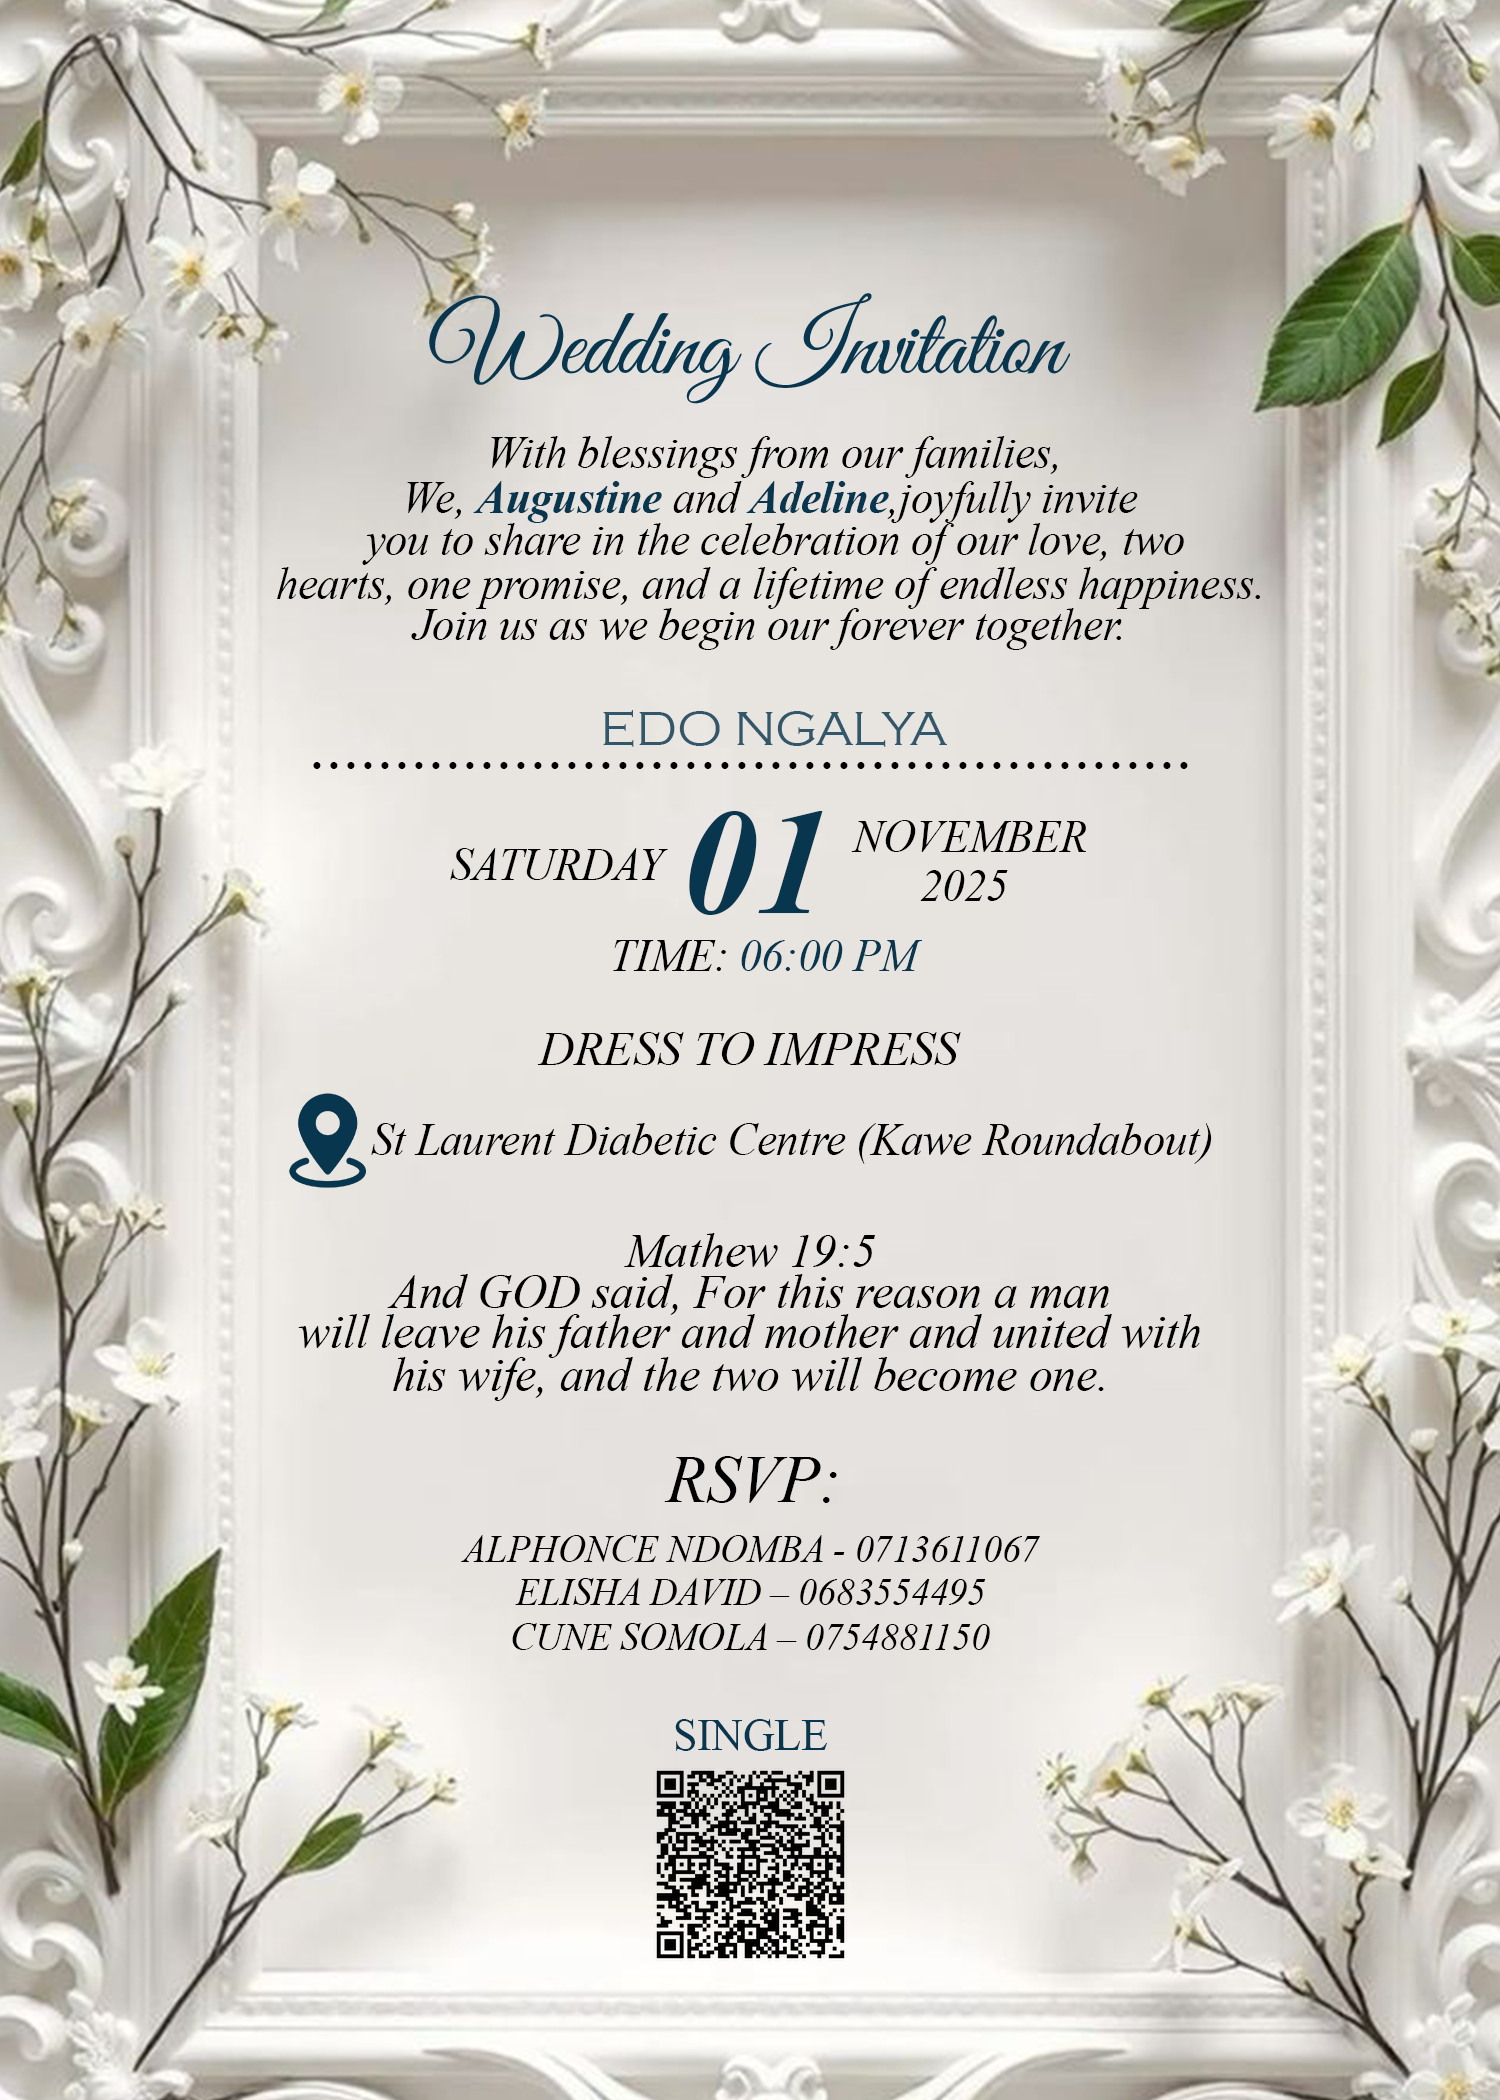 Wedding Invitation
With blessings from our families,
We, Augustine and Adeline,joyfully invite
you to share in the celebration of our love, two
hearts, one promise, and a lifetime of endless happiness.
Join us as we begin our forever together.
EDO NGALYA
SATURDAY 01 NOVEMBER
2025
TIME: 06:00 PM
DRESS TO IMPRESS
St Laurent Diabetic Centre (Kawe Roundabout)
Mathew 19:5
And GOD said, For this reason a man
will leave his father and mother and united with
his wife, and the two will become one.
RSVP:
ALPHONCE NDOMBA - 0713611067
ELISHA DAVID – 0683554495
CUNE SOMOLA – 0754881150
SINGLE